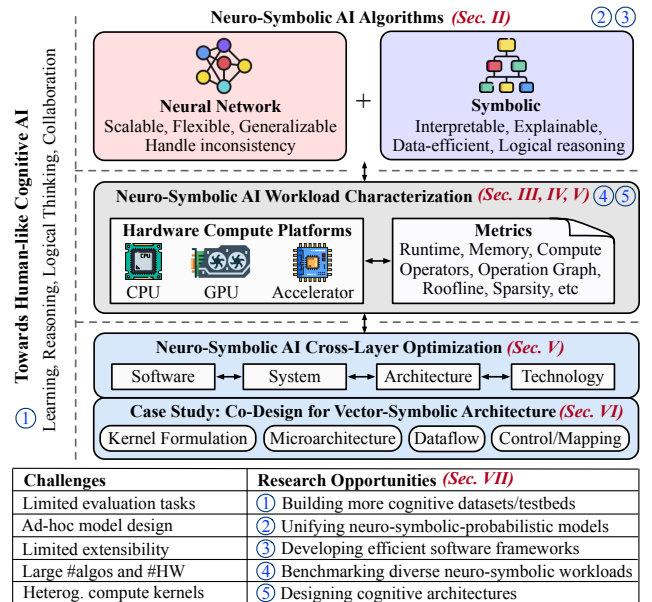 Neuro-Symbolic AI Algorithms (Sec. II) ② ③
Neural Network
Scalable, Flexible, Generalizable
Handle inconsistency
+
Symbolic
Interpretable, Explainable,
Data-efficient, Logical reasoning
Towards Human-like Cognitive AI
Learning, Reasoning, Logical Thinking, Collaboration
①
Neuro-Symbolic AI Workload Characterization (Sec. III, IV, V) ④ ⑤
Hardware Compute Platforms
CPU GPU Accelerator
Metrics
Runtime, Memory, Compute
Operators, Operation Graph,
Roofline, Sparsity, etc
Neuro-Symbolic AI Cross-Layer Optimization (Sec. V)
Software System Architecture Technology
Case Study: Co-Design for Vector-Symbolic Architecture (Sec. VI)
Kernel Formulation Microarchitecture Dataflow Control/Mapping
Challenges Research Opportunities (Sec. VII)
Limited evaluation tasks ① Building more cognitive datasets/testbeds
Ad-hoc model design ② Unifying neuro-symbolic-probabilistic models
Limited extensibility ③ Developing efficient software frameworks
Large #algos and #HW ④ Benchmarking diverse neuro-symbolic workloads
Heterog. compute kernels ⑤ Designing cognitive architectures